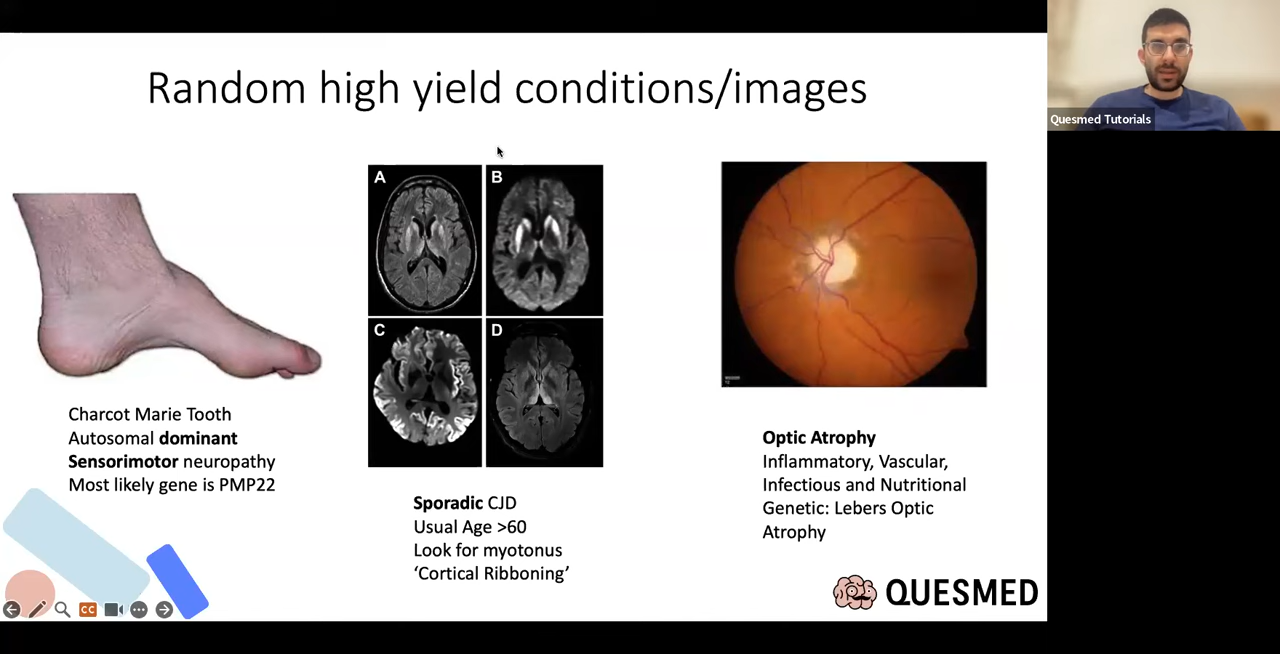 Random high yield conditions/images
Quesmed Tutorials
A
B
C
D
Charcot Marie Tooth
Autosomal dominant
Sensorimotor neuropathy
Most likely gene is PMP22
Sporadic CJD
Usual Age >60
Look for myotonus
‘Cortical Ribboning’
Optic Atrophy
Inflammatory, Vascular,
Infectious and Nutritional
Genetic: Lebers Optic
Atrophy
CC
QUESMED